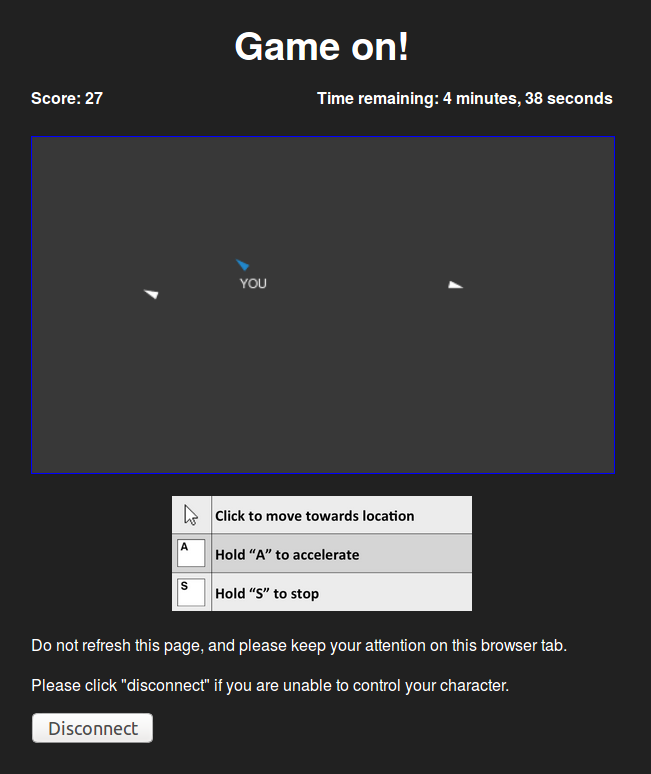 Game on!
Score: 27
Time remaining: 4 minutes, 38 seconds
YOU
Click to move towards location
A
Hold “A” to accelerate
S
Hold “S” to stop
Do not refresh this page, and please keep your attention on this browser tab.
Please click "disconnect" if you are unable to control your character.
Disconnect